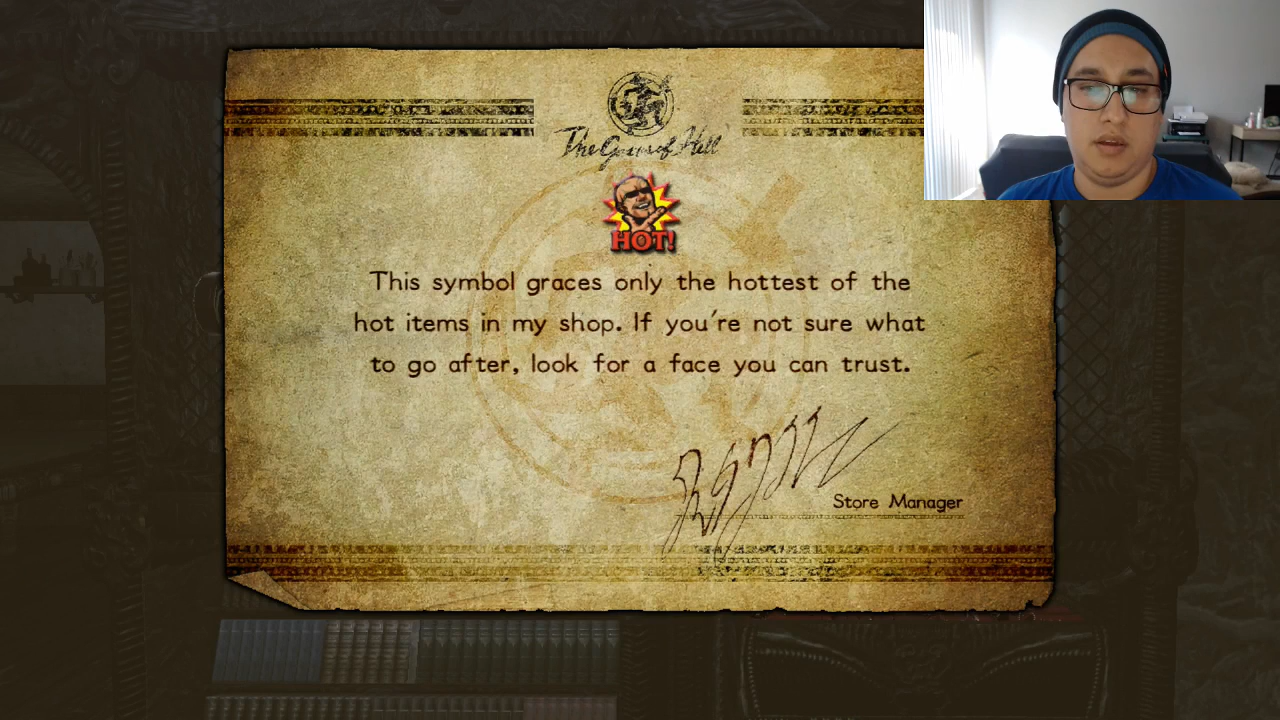 The Gates of Hell
HOT!
This symbol graces only the hottest of the
hot items in my shop. If you're not sure what
to go after, look for a face you can trust.
Rodin
Store Manager